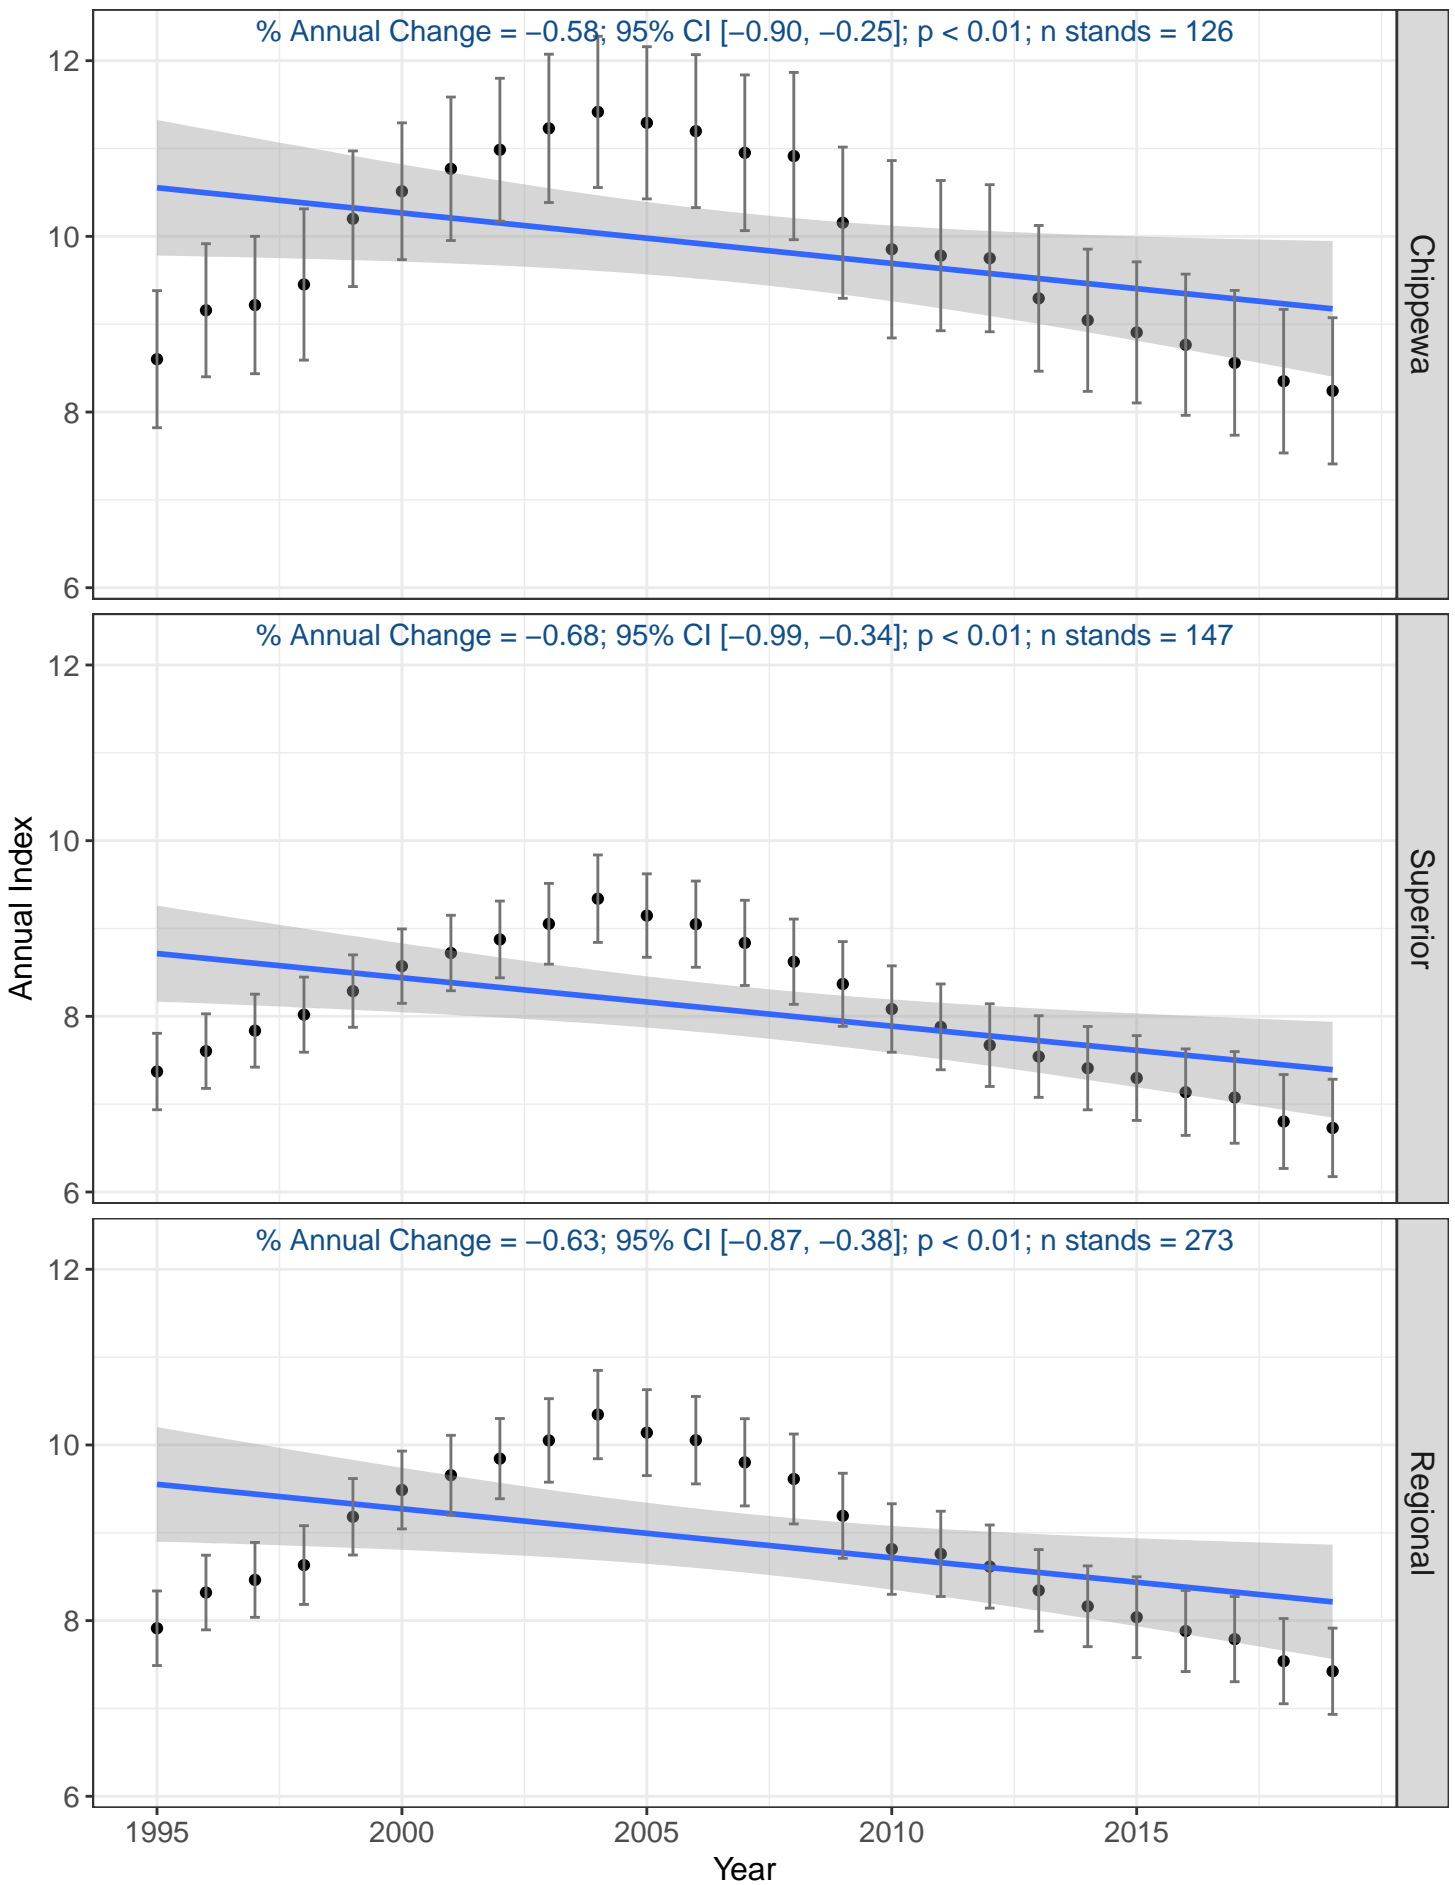 % Annual Change = −0.58; 95% CI [−0.90, −0.25]; p < 0.01; n stands = 126
12
10
8
6
Chippewa
% Annual Change = −0.68; 95% CI [−0.99, −0.34]; p < 0.01; n stands = 147
12
10
8
6
Superior
Annual Index
% Annual Change = −0.63; 95% CI [−0.87, −0.38]; p < 0.01; n stands = 273
12
10
8
6
Regional
1995 2000 2005 2010 2015
Year